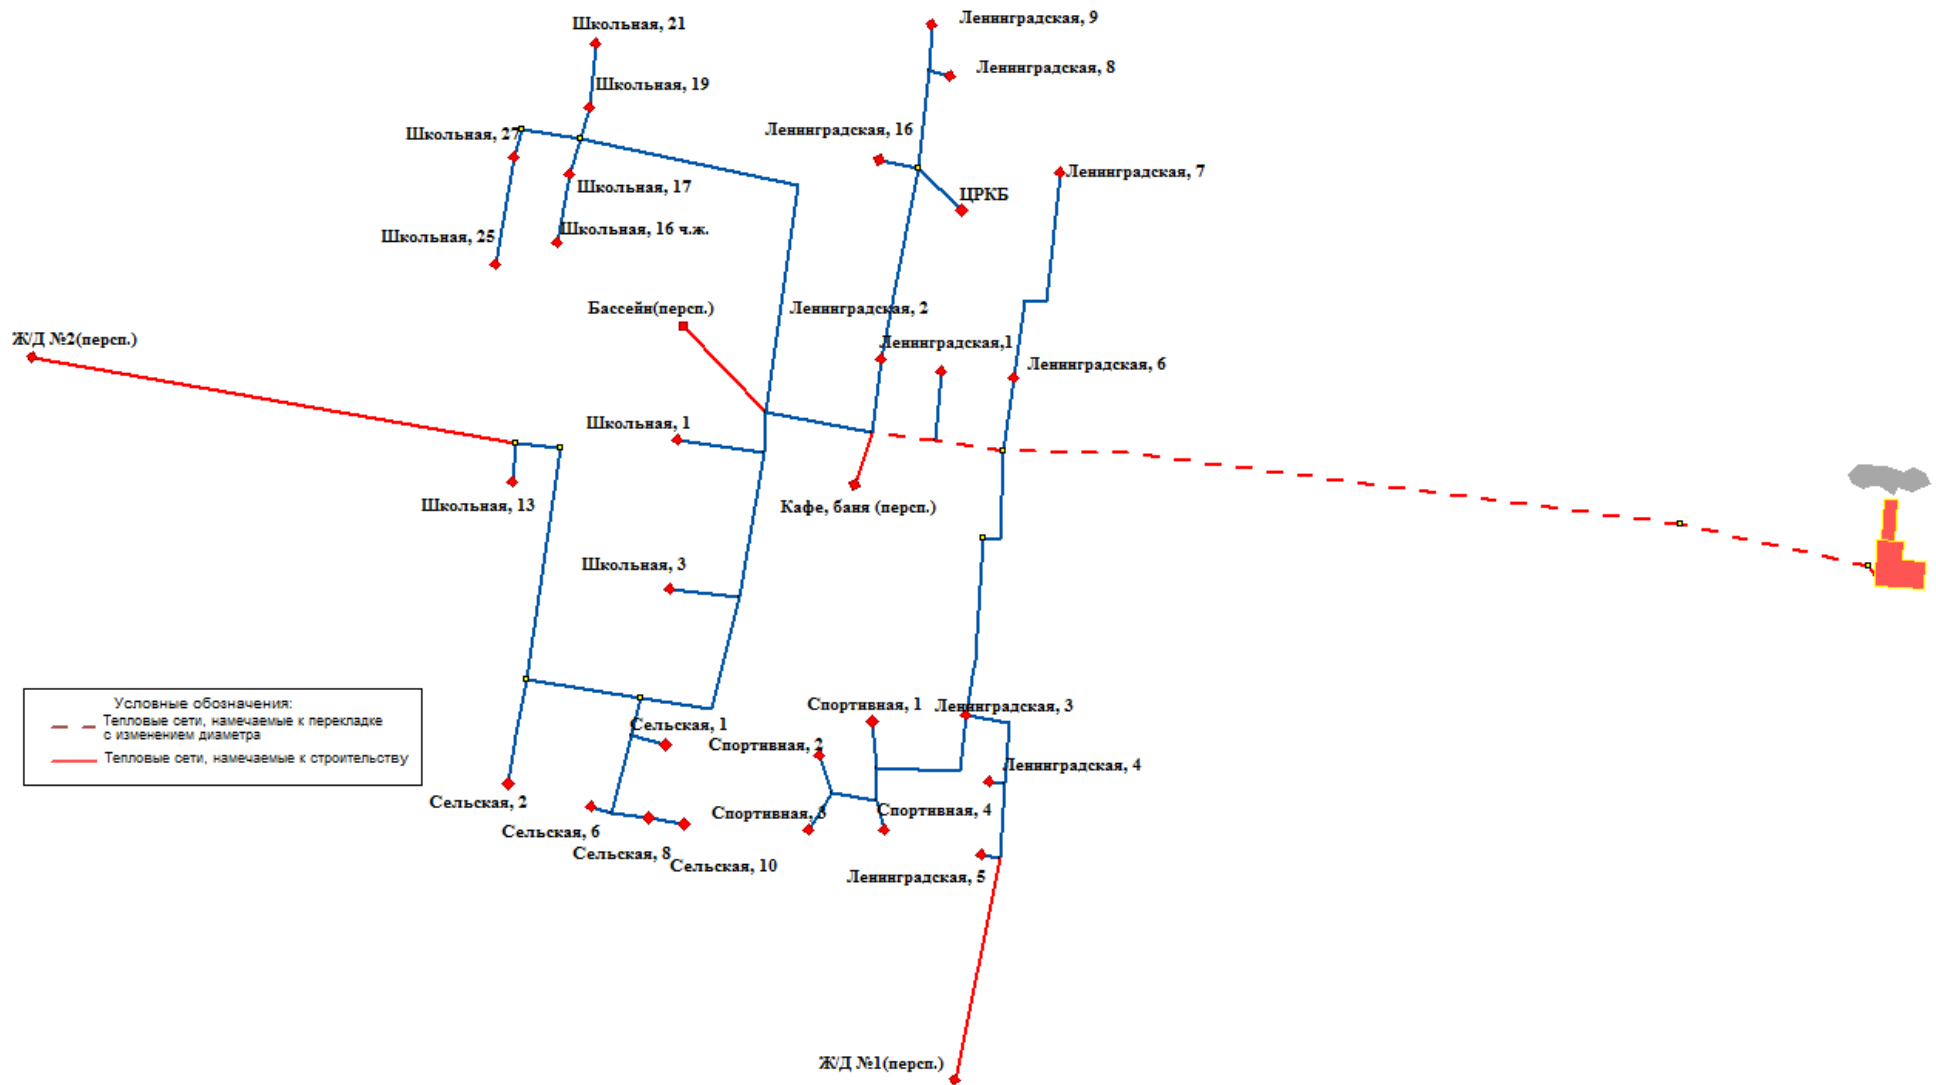 Ленинградская, 9
Школьная, 21
Ленинградская, 8
Школьная, 19
Ленинградская, 16
Школьная, 27
Ленинградская, 7
Школьная, 17
ЦРКБ
Школьная, 16 ч.ж.
Школьная, 25
Бассейн(персп.)
Ленинградская, 2
Ж/Д №2(персп.)
Ленинградская,1
Ленинградская, 6
Школьная, 1
Школьная, 13
Кафе, баня (персп.)
Школьная, 3
Условные обозначения:
Тепловые сети, намечаемые к перекладке
с изменением диаметра
Тепловые сети, намечаемые к строительству
Спортивная, 1
Ленинградская, 3
Сельская, 1
Спортивная, 2
Ленинградская, 4
Сельская, 2
Спортивная, 3
Спортивная, 4
Сельская, 6
Сельская, 8
Сельская, 10
Ленинградская, 5
Ж/Д №1(персп.)